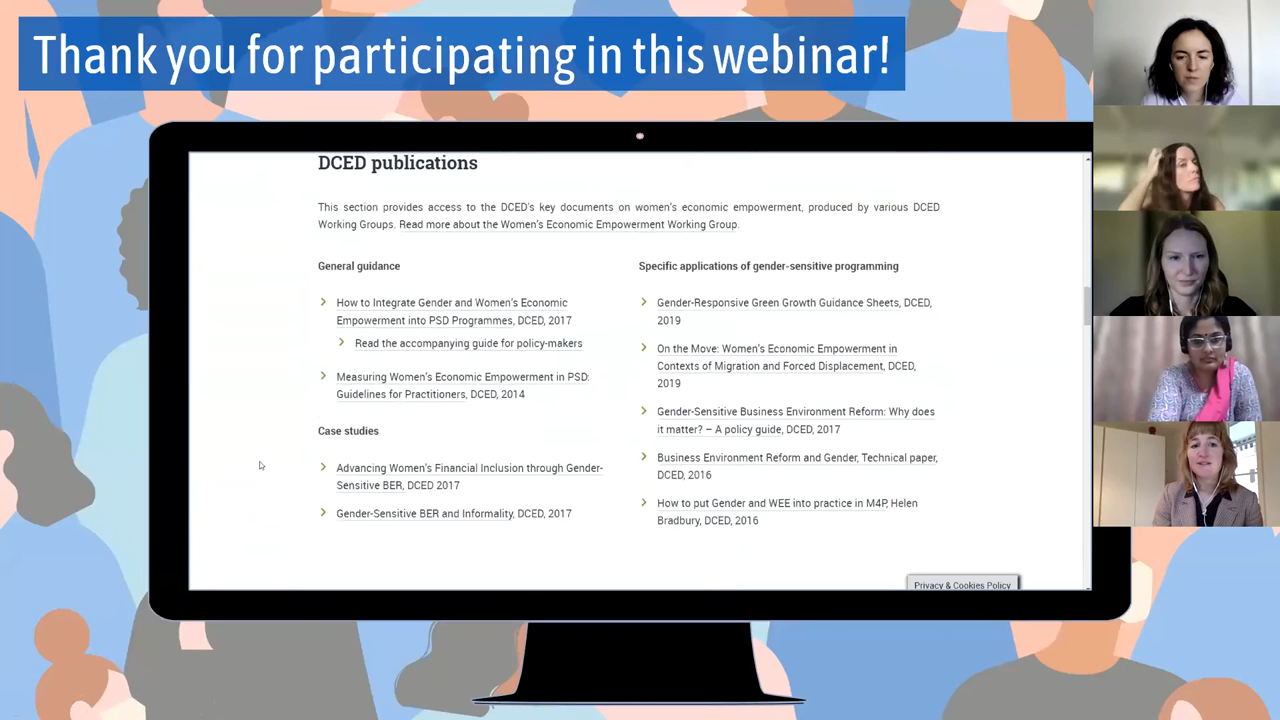 Thank you for participating in this webinar!
DCED publications
This section provides access to the DCED's key documents on women's economic empowerment, produced by various DCED
Working Groups. Read more about the Women's Economic Empowerment Working Group.
General guidance
How to Integrate Gender and Women's Economic
Empowerment into PSD Programmes, DCED, 2017
Read the accompanying guide for policy-makers
Measuring Women's Economic Empowerment in PSD:
Guidelines for Practitioners, DCED, 2014
Case studies
Advancing Women's Financial Inclusion through Gender-
Sensitive BER, DCED 2017
Gender-Sensitive BER and Informality, DCED, 2017
Specific applications of gender-sensitive programming
Gender-Responsive Green Growth Guidance Sheets, DCED,
2019
On the Move: Women's Economic Empowerment in
Contexts of Migration and Forced Displacement, DCED,
2019
Gender-Sensitive Business Environment Reform: Why does
it matter? – A policy guide, DCED, 2017
Business Environment Reform and Gender, Technical paper,
DCED, 2016
How to put Gender and WEE into practice in M4P, Helen
Bradbury, DCED, 2016
Privacy & Cookies Policy